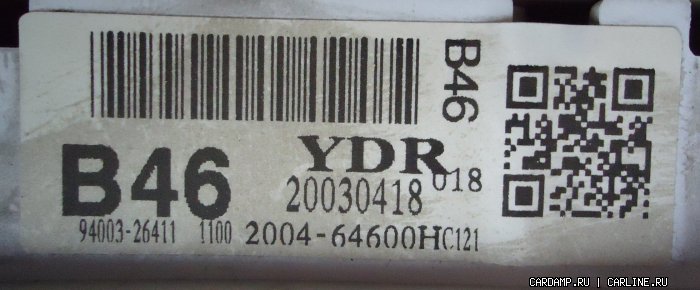 B46
YDR
B46
20030418 018
94003-26411 1100 2004-64600HC121
CARDAMP.RU | CARLINE.RU